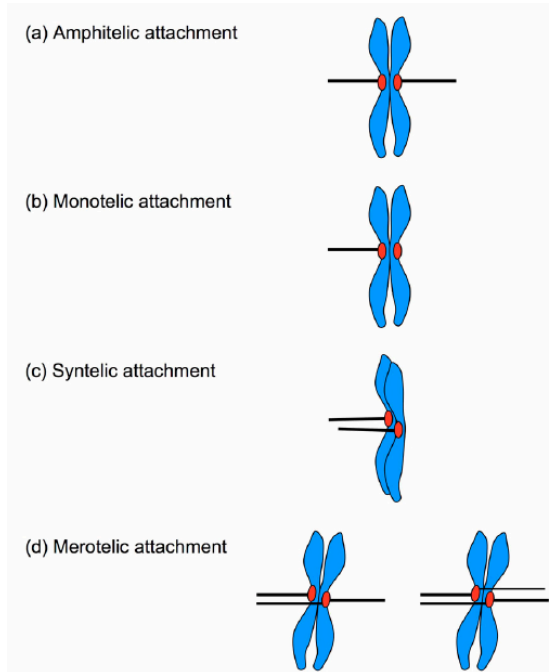 (a) Amphitelic attachment
(b) Monotelic attachment
(c) Syntelic attachment
(d) Merotelic attachment